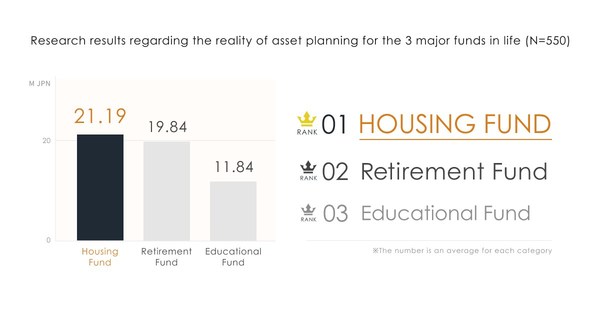 Research results regarding the reality of asset planning for the 3 major funds in life (N=550)
M JPN
21.19
19.84
11.84
20
0
Housing
Fund
Retirement
Fund
Educational
Fund
RANK 01 HOUSING FUND
RANK 02 Retirement Fund
RANK 03 Educational Fund
※The number is an average for each category